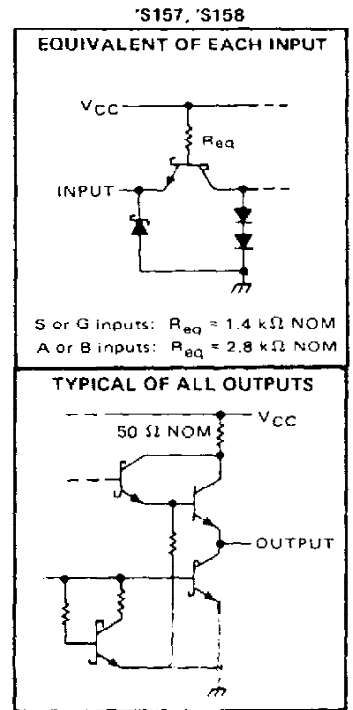 'S157, 'S158
EQUIVALENT OF EACH INPUT
VCC
Req
INPUT
S or G inputs: Req = 1.4 kΩ NOM
A or B inputs: Req = 2.8 kΩ NOM
TYPICAL OF ALL OUTPUTS
VCC
50 Ω NOM
OUTPUT